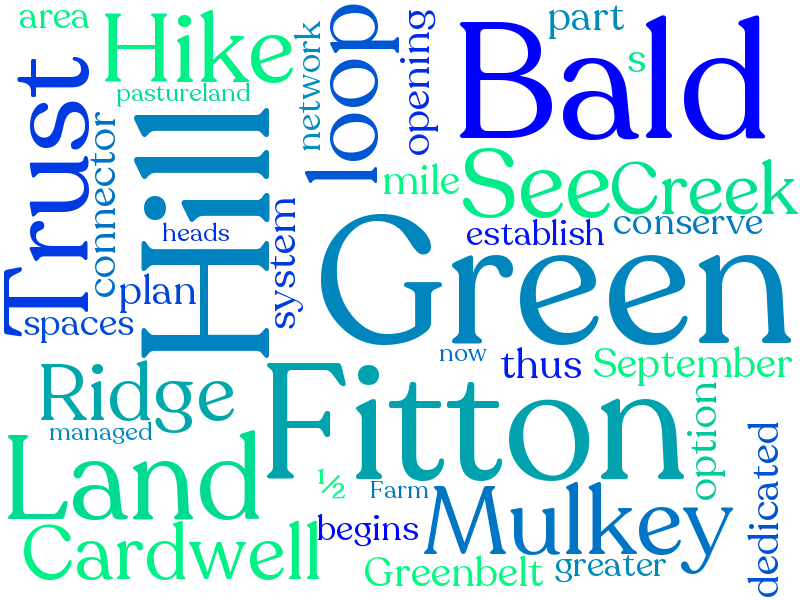 area
Hike
pastureland
Trust
connector
Hill
heads
plan
spaces
system
network
loop
opening
part
s
Bald
mile
See
Creek
establish
conserve
Green
now
thus
September
Ridge
managed
Fitton
option
Land
Cardwell
½
Farm
begins
Mulkey
Greenbelt
greater
dedicated